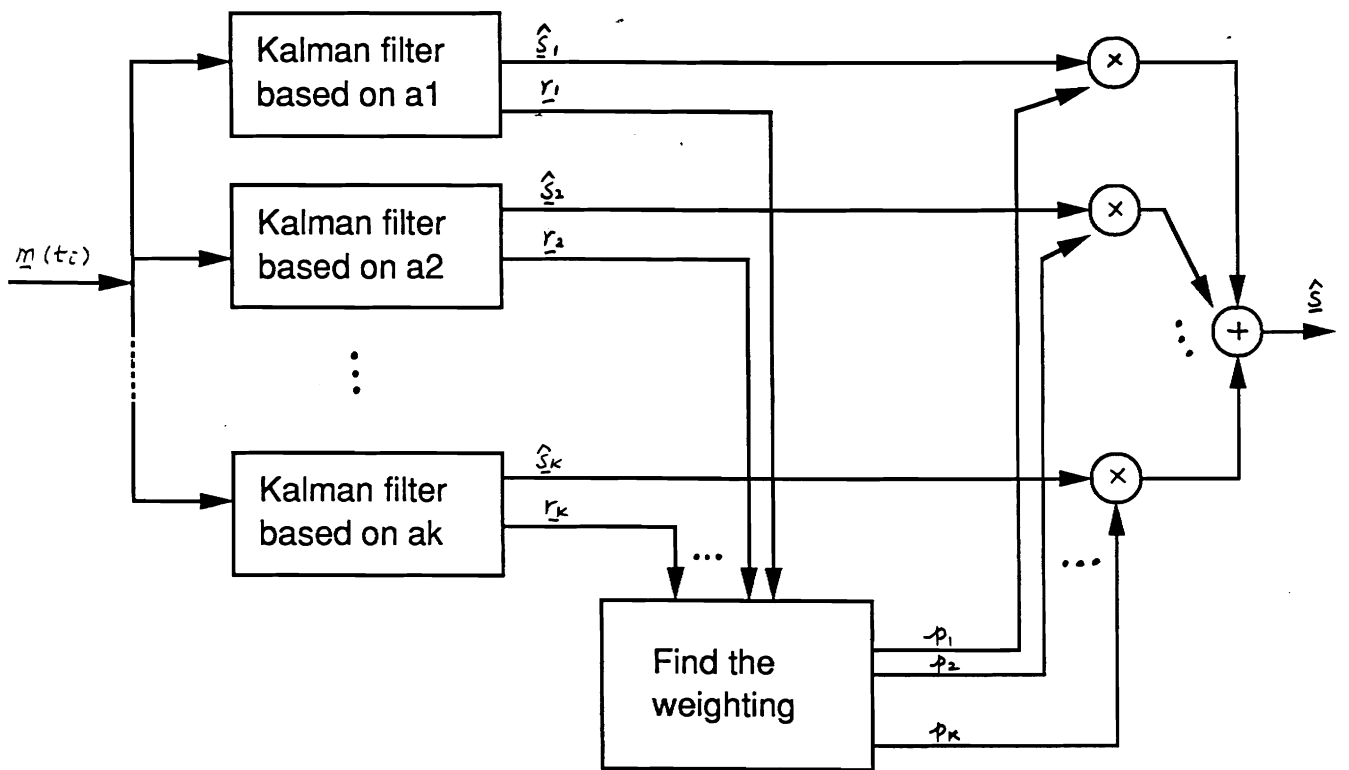 Kalman filter
based on a1
ŝ₁
r₁
Kalman filter
based on a2
ŝ₂
r₂
m(tᵢ)
Kalman filter
based on ak
ŝₖ
rₖ
×
×
×
+
ŝ
Find the
weighting
p₁
p₂
pₖ